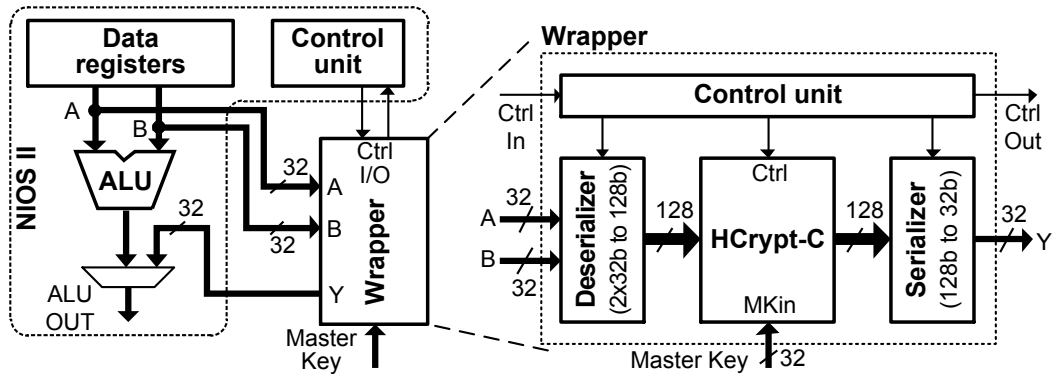 Data
registers
Control
unit
A
B
ALU
NIOS II
32
ALU
OUT
32
32
Ctrl
I/O
A
B
Y
Wrapper
Master
Key
Wrapper
Control unit
Ctrl
In
Ctrl
Out
A
32
B
32
Deserializer
(2x32b to 128b)
128
Ctrl
HCrypt-C
MKin
128
Serializer
(128b to 32b)
32
Y
Master Key
32